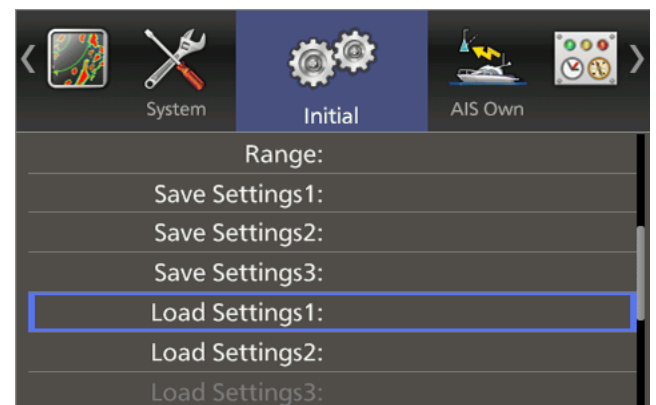 System
Initial
AIS Own
Range:
Save Settings1:
Save Settings2:
Save Settings3:
Load Settings1:
Load Settings2:
Load Settings3: